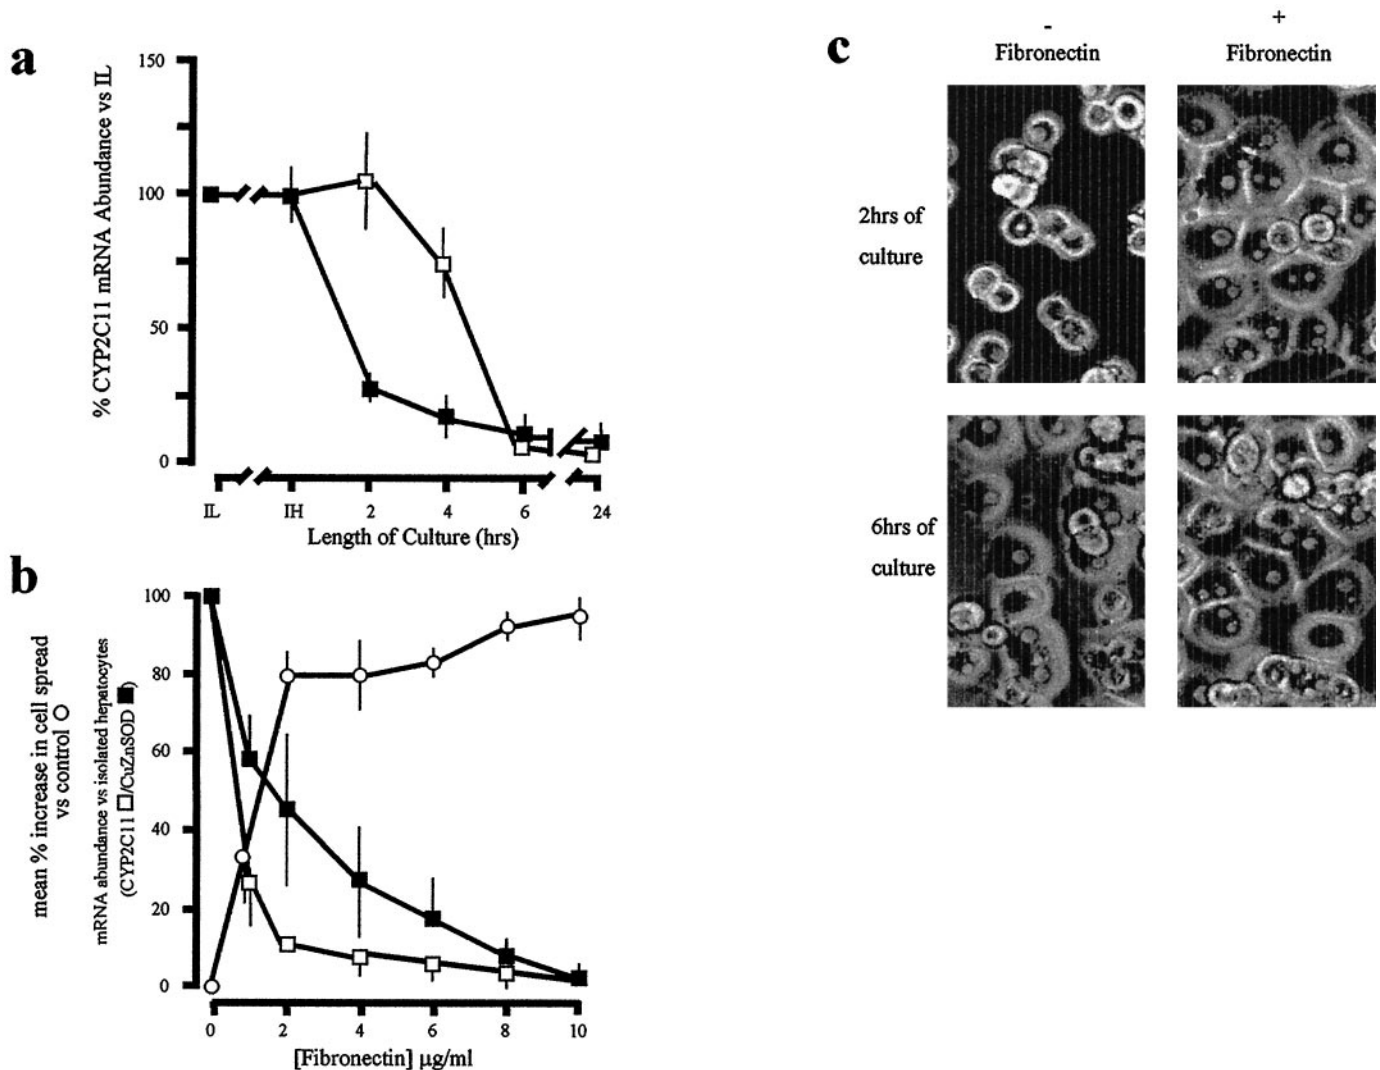 a
% CYP2C11 mRNA Abundance vs IL
150
100
50
0
IL
IH
2
4
6
24
Length of Culture (hrs)
b
mean % increase in cell spread
vs control ○
mRNA abundance vs isolated hepatocytes
(CYP2C11 □/CuZnSOD ■)
100
80
60
40
20
0
0
2
4
6
8
10
[Fibronectin] µg/ml
c
-
Fibronectin
+
Fibronectin
2hrs of
culture
6hrs of
culture